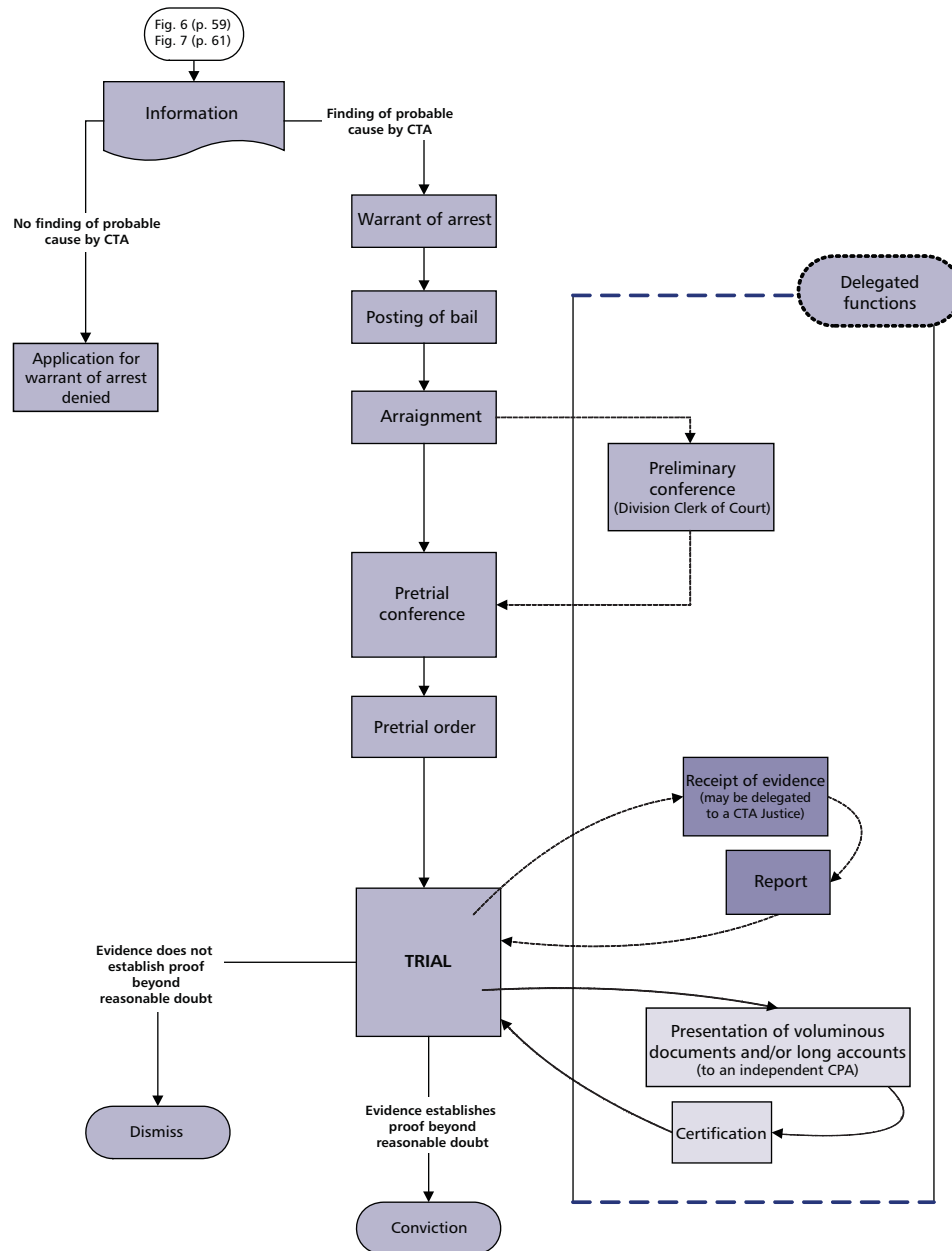 Fig. 6 (p. 59)
Fig. 7 (p. 61)
Information
Finding of probable
cause by CTA
No finding of probable
cause by CTA
Warrant of arrest
Delegated
functions
Posting of bail
Application for
warrant of arrest
denied
Arraignment
Preliminary
conference
(Division Clerk of Court)
Pretrial
conference
Pretrial order
Receipt of evidence
(may be delegated
to a CTA Justice)
Report
Evidence does not
establish proof
beyond
reasonable doubt
TRIAL
Presentation of voluminous
documents and/or long accounts
(to an independent CPA)
Evidence establishes
proof beyond
reasonable doubt
Dismiss
Certification
Conviction